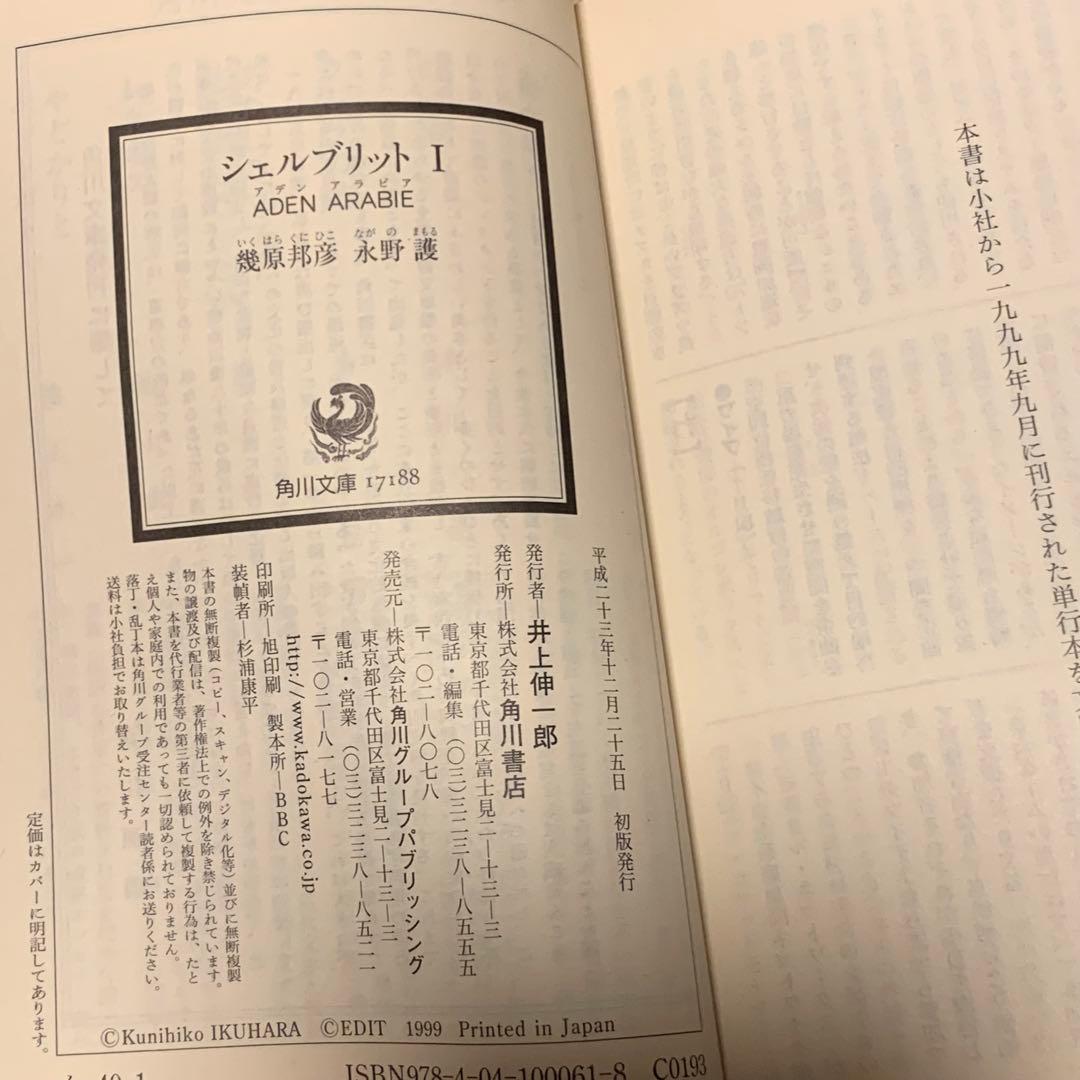 本書は小社から一九九九年九月に刊行された単行本を
シェルブリット I
アデン アラビア
ADEN ARABIE
いくはらくにひこ ながの まもる
幾原邦彦 永野 護
角川文庫 17188
平成二十三年十二月二十五日 初版発行
発行者―井上伸一郎
発行所―株式会社角川書店
東京都千代田区富士見二―十三―三
電話・編集 (〇三)三二三八―八五五五
〒一〇二―八〇七八
発売元―株式会社角川グループパブリッシング
東京都千代田区富士見二―十三―三
電話・営業 (〇三)三二三八―八五二一
〒一〇二―八一七七
http://www.kadokawa.co.jp
印刷所―旭印刷 製本所―BBC
装幀者―杉浦康平
本書の無断複製(コピー、スキャン、デジタル化等)並びに無断複製
物の譲渡及び配信は、著作権法上での例外を除き禁じられています。
また、本書を代行業者等の第三者に依頼して複製する行為は、たと
え個人や家庭内での利用であっても一切認められておりません。
落丁・乱丁本は角川グループ受注センター読者係にお送りください。
送料は小社負担でお取り替えいたします。
定価はカバーに明記してあります。
©Kunihiko IKUHARA ©EDIT 1999 Printed in Japan
40-1 ISBN978-4-04-100061-8 C0193